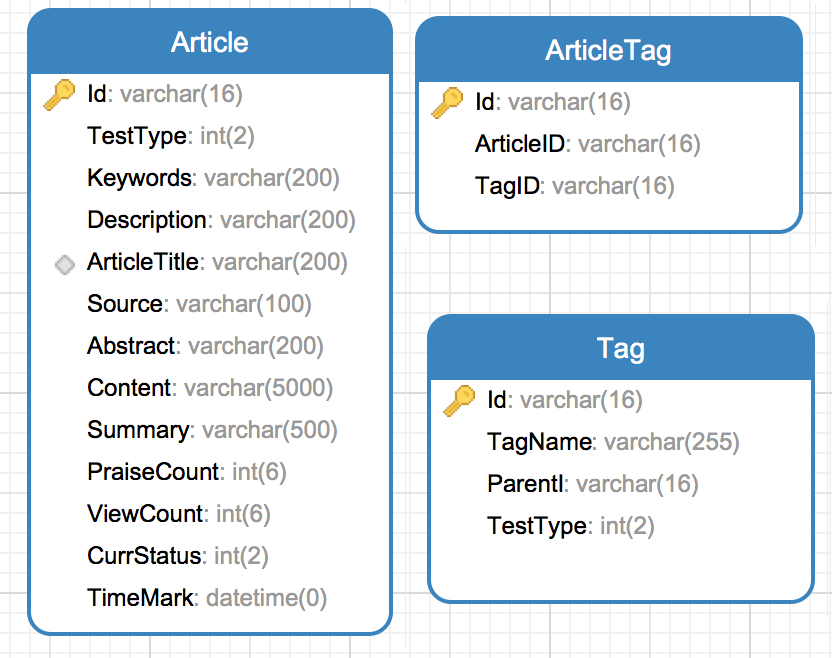 Article
Id: varchar(16)
TestType: int(2)
Keywords: varchar(200)
Description: varchar(200)
ArticleTitle: varchar(200)
Source: varchar(100)
Abstract: varchar(200)
Content: varchar(5000)
Summary: varchar(500)
PraiseCount: int(6)
ViewCount: int(6)
CurrStatus: int(2)
TimeMark: datetime(0)
ArticleTag
Id: varchar(16)
ArticleID: varchar(16)
TagID: varchar(16)
Tag
Id: varchar(16)
TagName: varchar(255)
ParentI: varchar(16)
TestType: int(2)